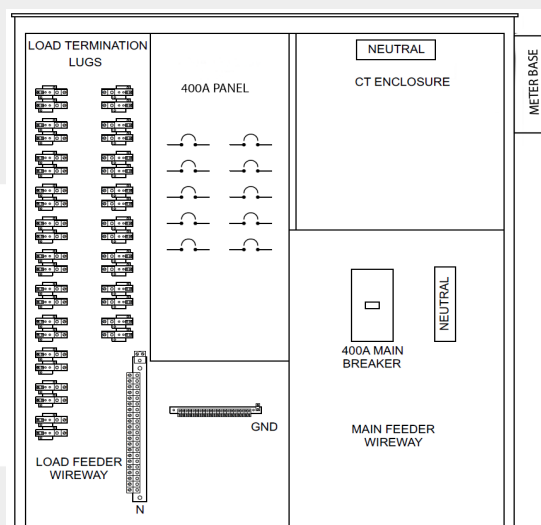 LOAD TERMINATION
LUGS
400A PANEL
NEUTRAL
CT ENCLOSURE
METER BASE
NEUTRAL
400A MAIN
BREAKER
GND
MAIN FEEDER
WIREWAY
LOAD FEEDER
WIREWAY
N